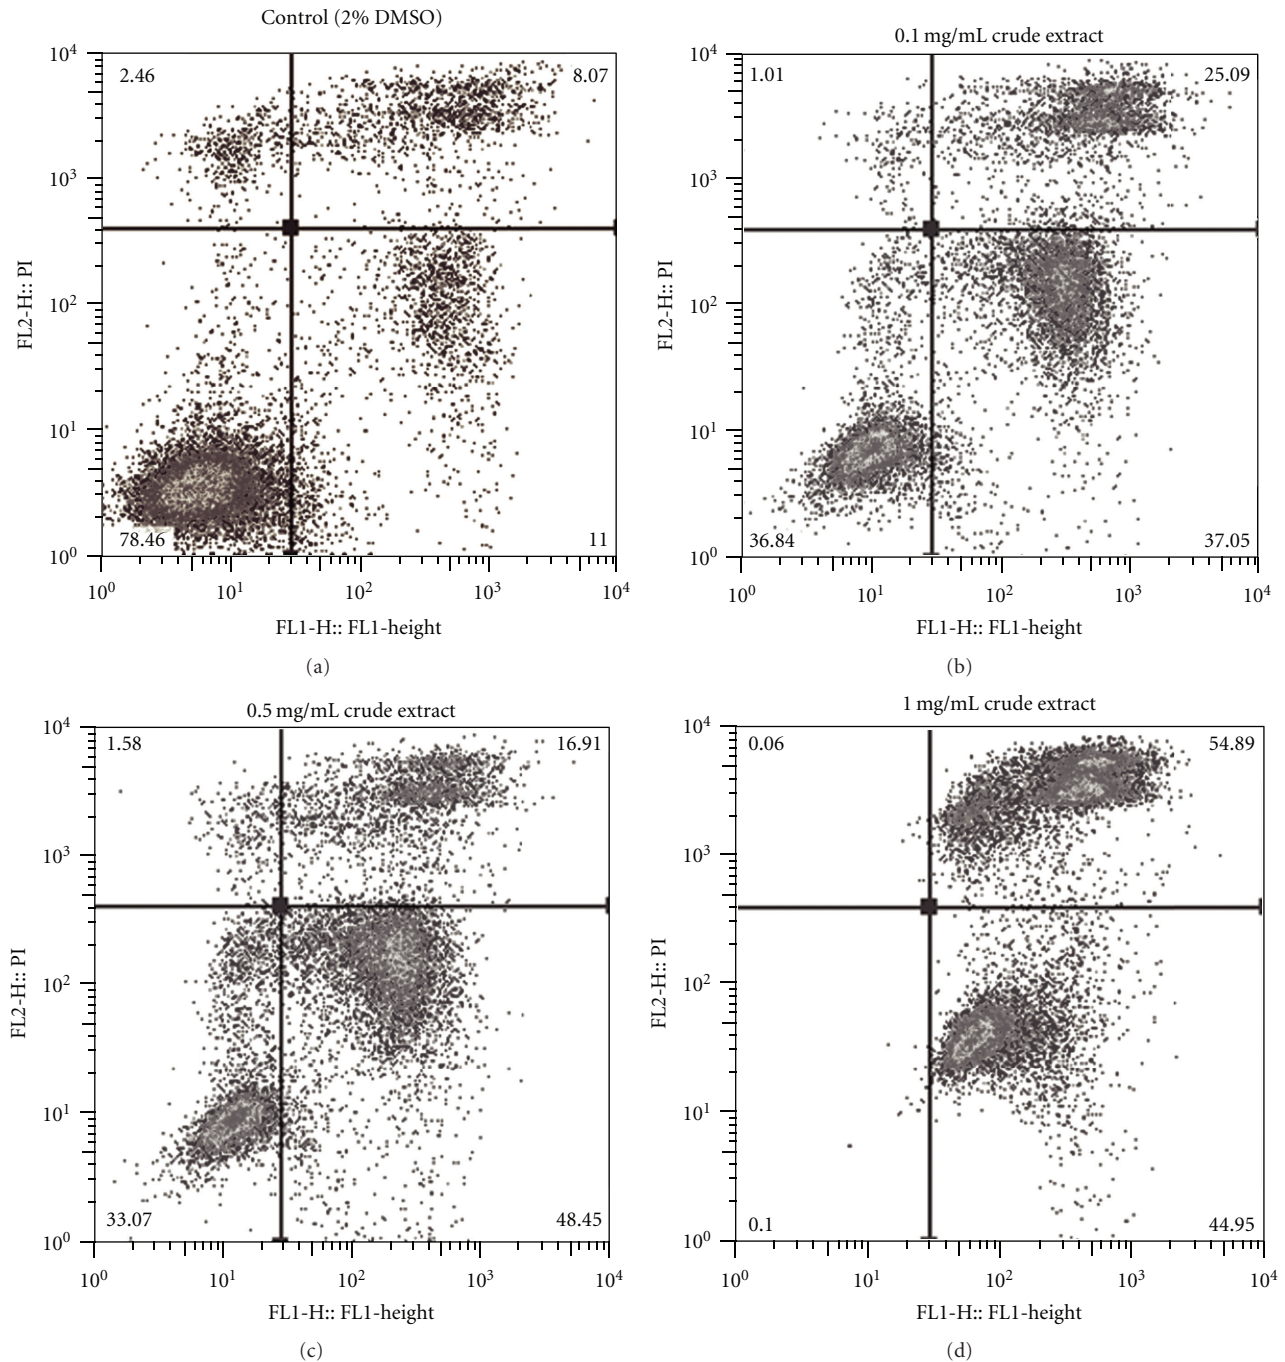 Control (2% DMSO)
10^4
2.46
8.07
10^3
FL2-H:: PI
10^2
10^1
78.46
11
10^0
10^0 10^1 10^2 10^3 10^4
FL1-H:: FL1-height
(a)
0.1 mg/mL crude extract
10^4
1.01
25.09
10^3
FL2-H:: PI
10^2
10^1
36.84
37.05
10^0
10^0 10^1 10^2 10^3 10^4
FL1-H:: FL1-height
(b)
0.5 mg/mL crude extract
10^4
1.58
16.91
10^3
FL2-H:: PI
10^2
10^1
33.07
48.45
10^0
10^0 10^1 10^2 10^3 10^4
FL1-H:: FL1-height
(c)
1 mg/mL crude extract
10^4
0.06
54.89
10^3
FL2-H:: PI
10^2
10^1
0.1
44.95
10^0
10^0 10^1 10^2 10^3 10^4
FL1-H:: FL1-height
(d)